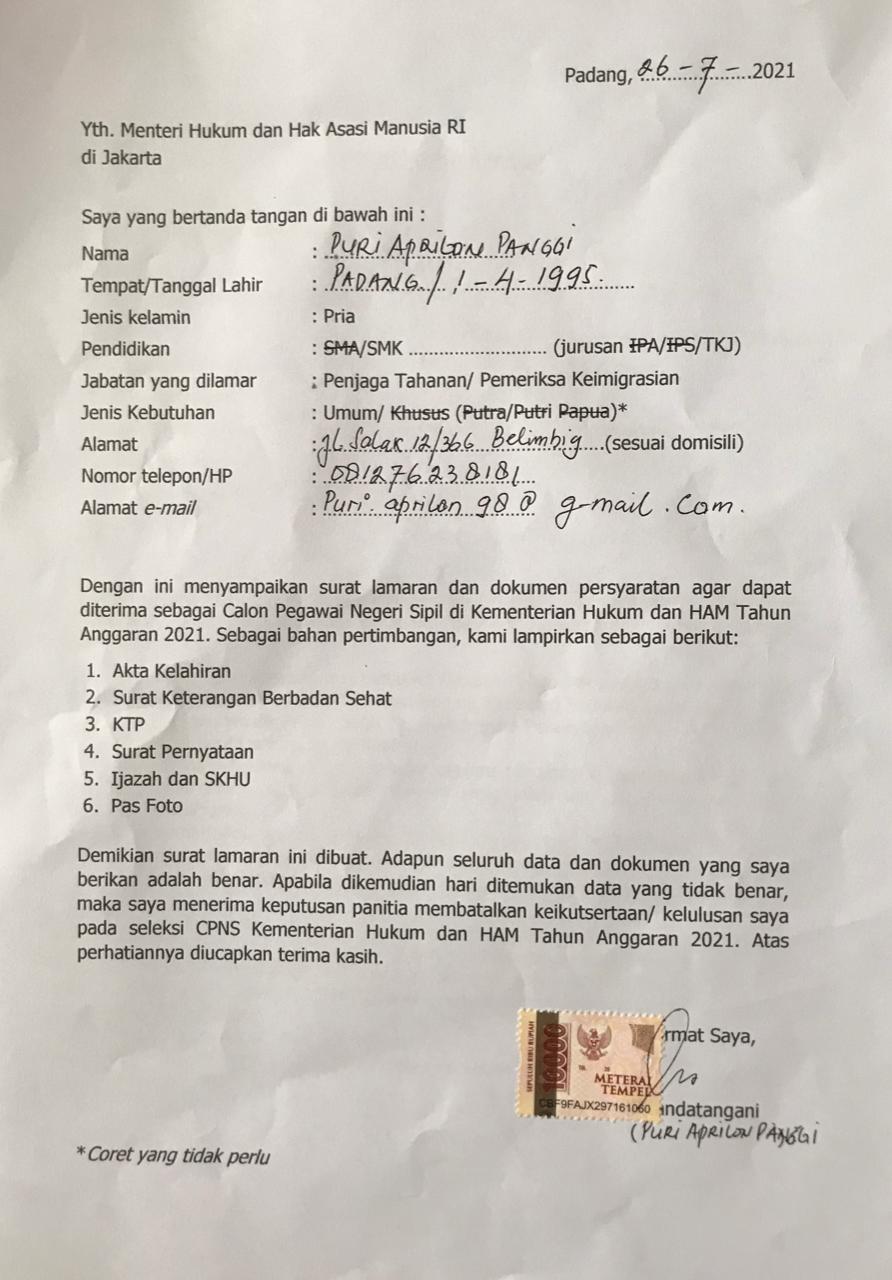 Padang, 26 – 7 – 2021
Yth. Menteri Hukum dan Hak Asasi Manusia RI
di Jakarta
Saya yang bertanda tangan di bawah ini :
Nama : PURI APRILON PANGGI
Tempat/Tanggal Lahir : PADANG / 1 – 4 – 1995
Jenis kelamin : Pria
Pendidikan : SMA/SMK .......................... (jurusan IPA/IPS/TKJ)
Jabatan yang dilamar : Penjaga Tahanan/ Pemeriksa Keimigrasian
Jenis Kebutuhan : Umum/ Khusus (Putra/Putri Papua)*
Alamat : JL. Salak 12/366 Belimbig....(sesuai domisili)
Nomor telepon/HP : 081276238181
Alamat e-mail : Puri. aprilon 98 @ g-mail . Com.
Dengan ini menyampaikan surat lamaran dan dokumen persyaratan agar dapat
diterima sebagai Calon Pegawai Negeri Sipil di Kementerian Hukum dan HAM Tahun
Anggaran 2021. Sebagai bahan pertimbangan, kami lampirkan sebagai berikut:
1. Akta Kelahiran
2. Surat Keterangan Berbadan Sehat
3. KTP
4. Surat Pernyataan
5. Ijazah dan SKHU
6. Pas Foto
Demikian surat lamaran ini dibuat. Adapun seluruh data dan dokumen yang saya
berikan adalah benar. Apabila dikemudian hari ditemukan data yang tidak benar,
maka saya menerima keputusan panitia membatalkan keikutsertaan/ kelulusan saya
pada seleksi CPNS Kementerian Hukum dan HAM Tahun Anggaran 2021. Atas
perhatiannya diucapkan terima kasih.
rmat Saya,
SEPULUH RIBU RUPIAH
10000
METERAI
TEMPEL
F9FAJX297161060
indatangani
(PURI APRILON PANGGI
*Coret yang tidak perlu